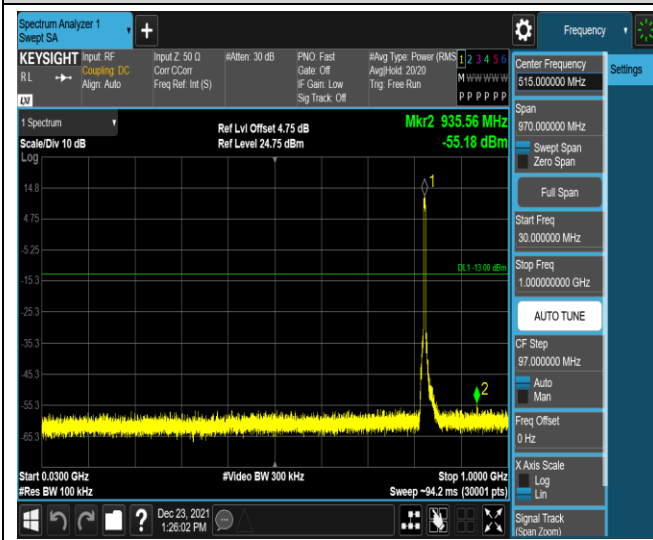 Spectrum Analyzer 1
Swept SA
+
Frequency
KEYSIGHT
RL
LXI
Input: RF
Coupling: DC
Align: Auto
Input Z: 50 Ω
Corr CCorr
Freq Ref: Int (S)
#Atten: 30 dB
PNO: Fast
Gate: Off
IF Gain: Low
Sig Track: Off
#Avg Type: Power (RMS
Avg|Hold: 20/20
Trig: Free Run
1 2 3 4 5 6
M W W W W W
P P P P P P
1 Spectrum
Scale/Div 10 dB
Log
Ref Lvl Offset 4.75 dB
Ref Level 24.75 dBm
Mkr2 935.56 MHz
-55.18 dBm
14.8
4.75
-5.25
-15.3
-25.3
-35.3
-45.3
-55.3
-65.3
1
DL1 -13.00 dBm
2
Start 0.0300 GHz
#Res BW 100 kHz
#Video BW 300 kHz
Stop 1.0000 GHz
Sweep ~94.2 ms (30001 pts)
?
Dec 23, 2021
1:26:02 PM
Settings
Center Frequency
515.000000 MHz
Span
970.000000 MHz
Swept Span
Zero Span
Full Span
Start Freq
30.000000 MHz
Stop Freq
1.000000000 GHz
AUTO TUNE
CF Step
97.000000 MHz
Auto
Man
Freq Offset
0 Hz
X Axis Scale
Log
Lin
Signal Track
(Span Zoom)